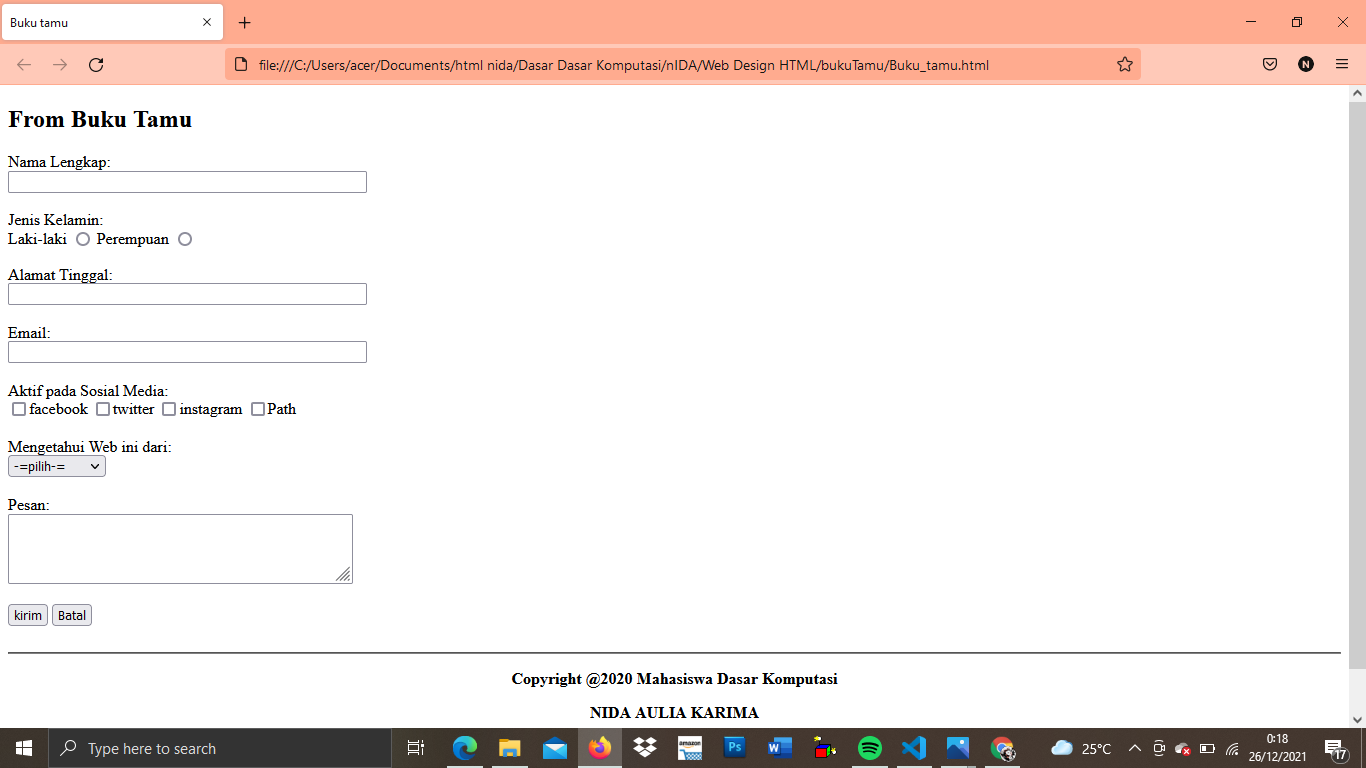 Buku tamu
file:///C:/Users/acer/Documents/html nida/Dasar Dasar Komputasi/nIDA/Web Design HTML/bukuTamu/Buku_tamu.html
N
From Buku Tamu
Nama Lengkap:
Jenis Kelamin:
Laki-laki Perempuan
Alamat Tinggal:
Email:
Aktif pada Sosial Media:
facebook twitter instagram Path
Mengetahui Web ini dari:
-=pilih-=
Pesan:
kirim Batal
Copyright @2020 Mahasiswa Dasar Komputasi
NIDA AULIA KARIMA
Type here to search
amazon
Ps
W
25°C
0:18
26/12/2021
17